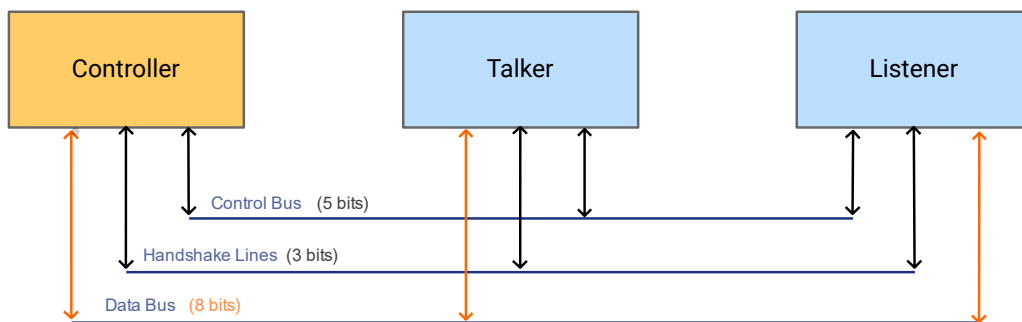 Controller
Talker
Listener
Control Bus (5 bits)
Handshake Lines (3 bits)
Data Bus (8 bits)